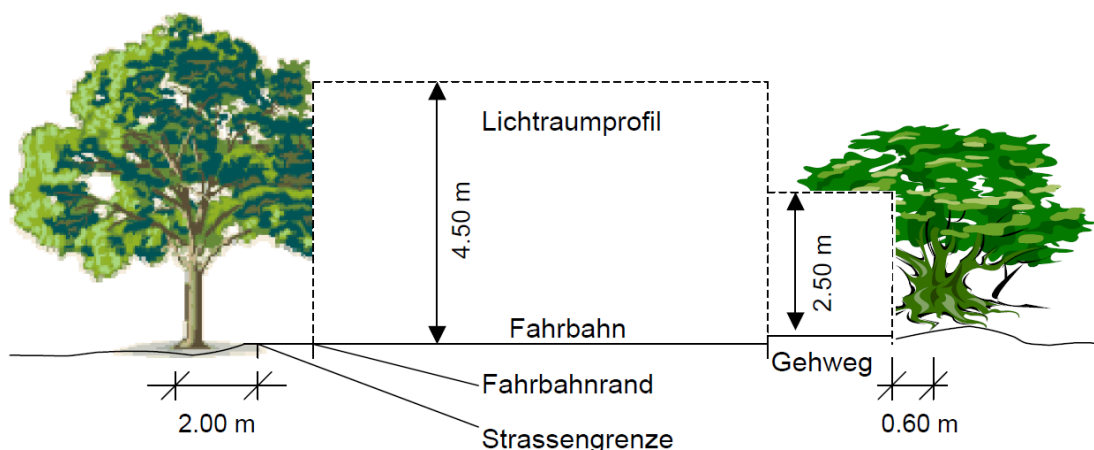 Lichtraumprofil
4.50 m
2.50 m
Fahrbahn
Gehweg
Fahrbahnrand
2.00 m
0.60 m
Strassengrenze